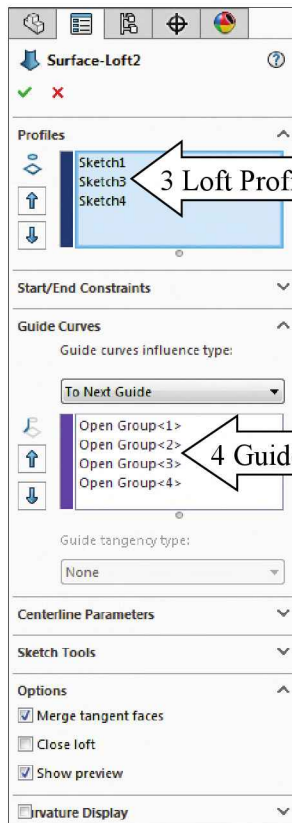 Surface-Loft2
Profiles
Sketch1
Sketch3
Sketch4
3 Loft Prof
Start/End Constraints
Guide Curves
Guide curves influence type:
To Next Guide
Open Group<1>
Open Group<2>
Open Group<3>
Open Group<4>
4 Guid
Guide tangency type:
None
Centerline Parameters
Sketch Tools
Options
Merge tangent faces
Close loft
Show preview
rvature Display